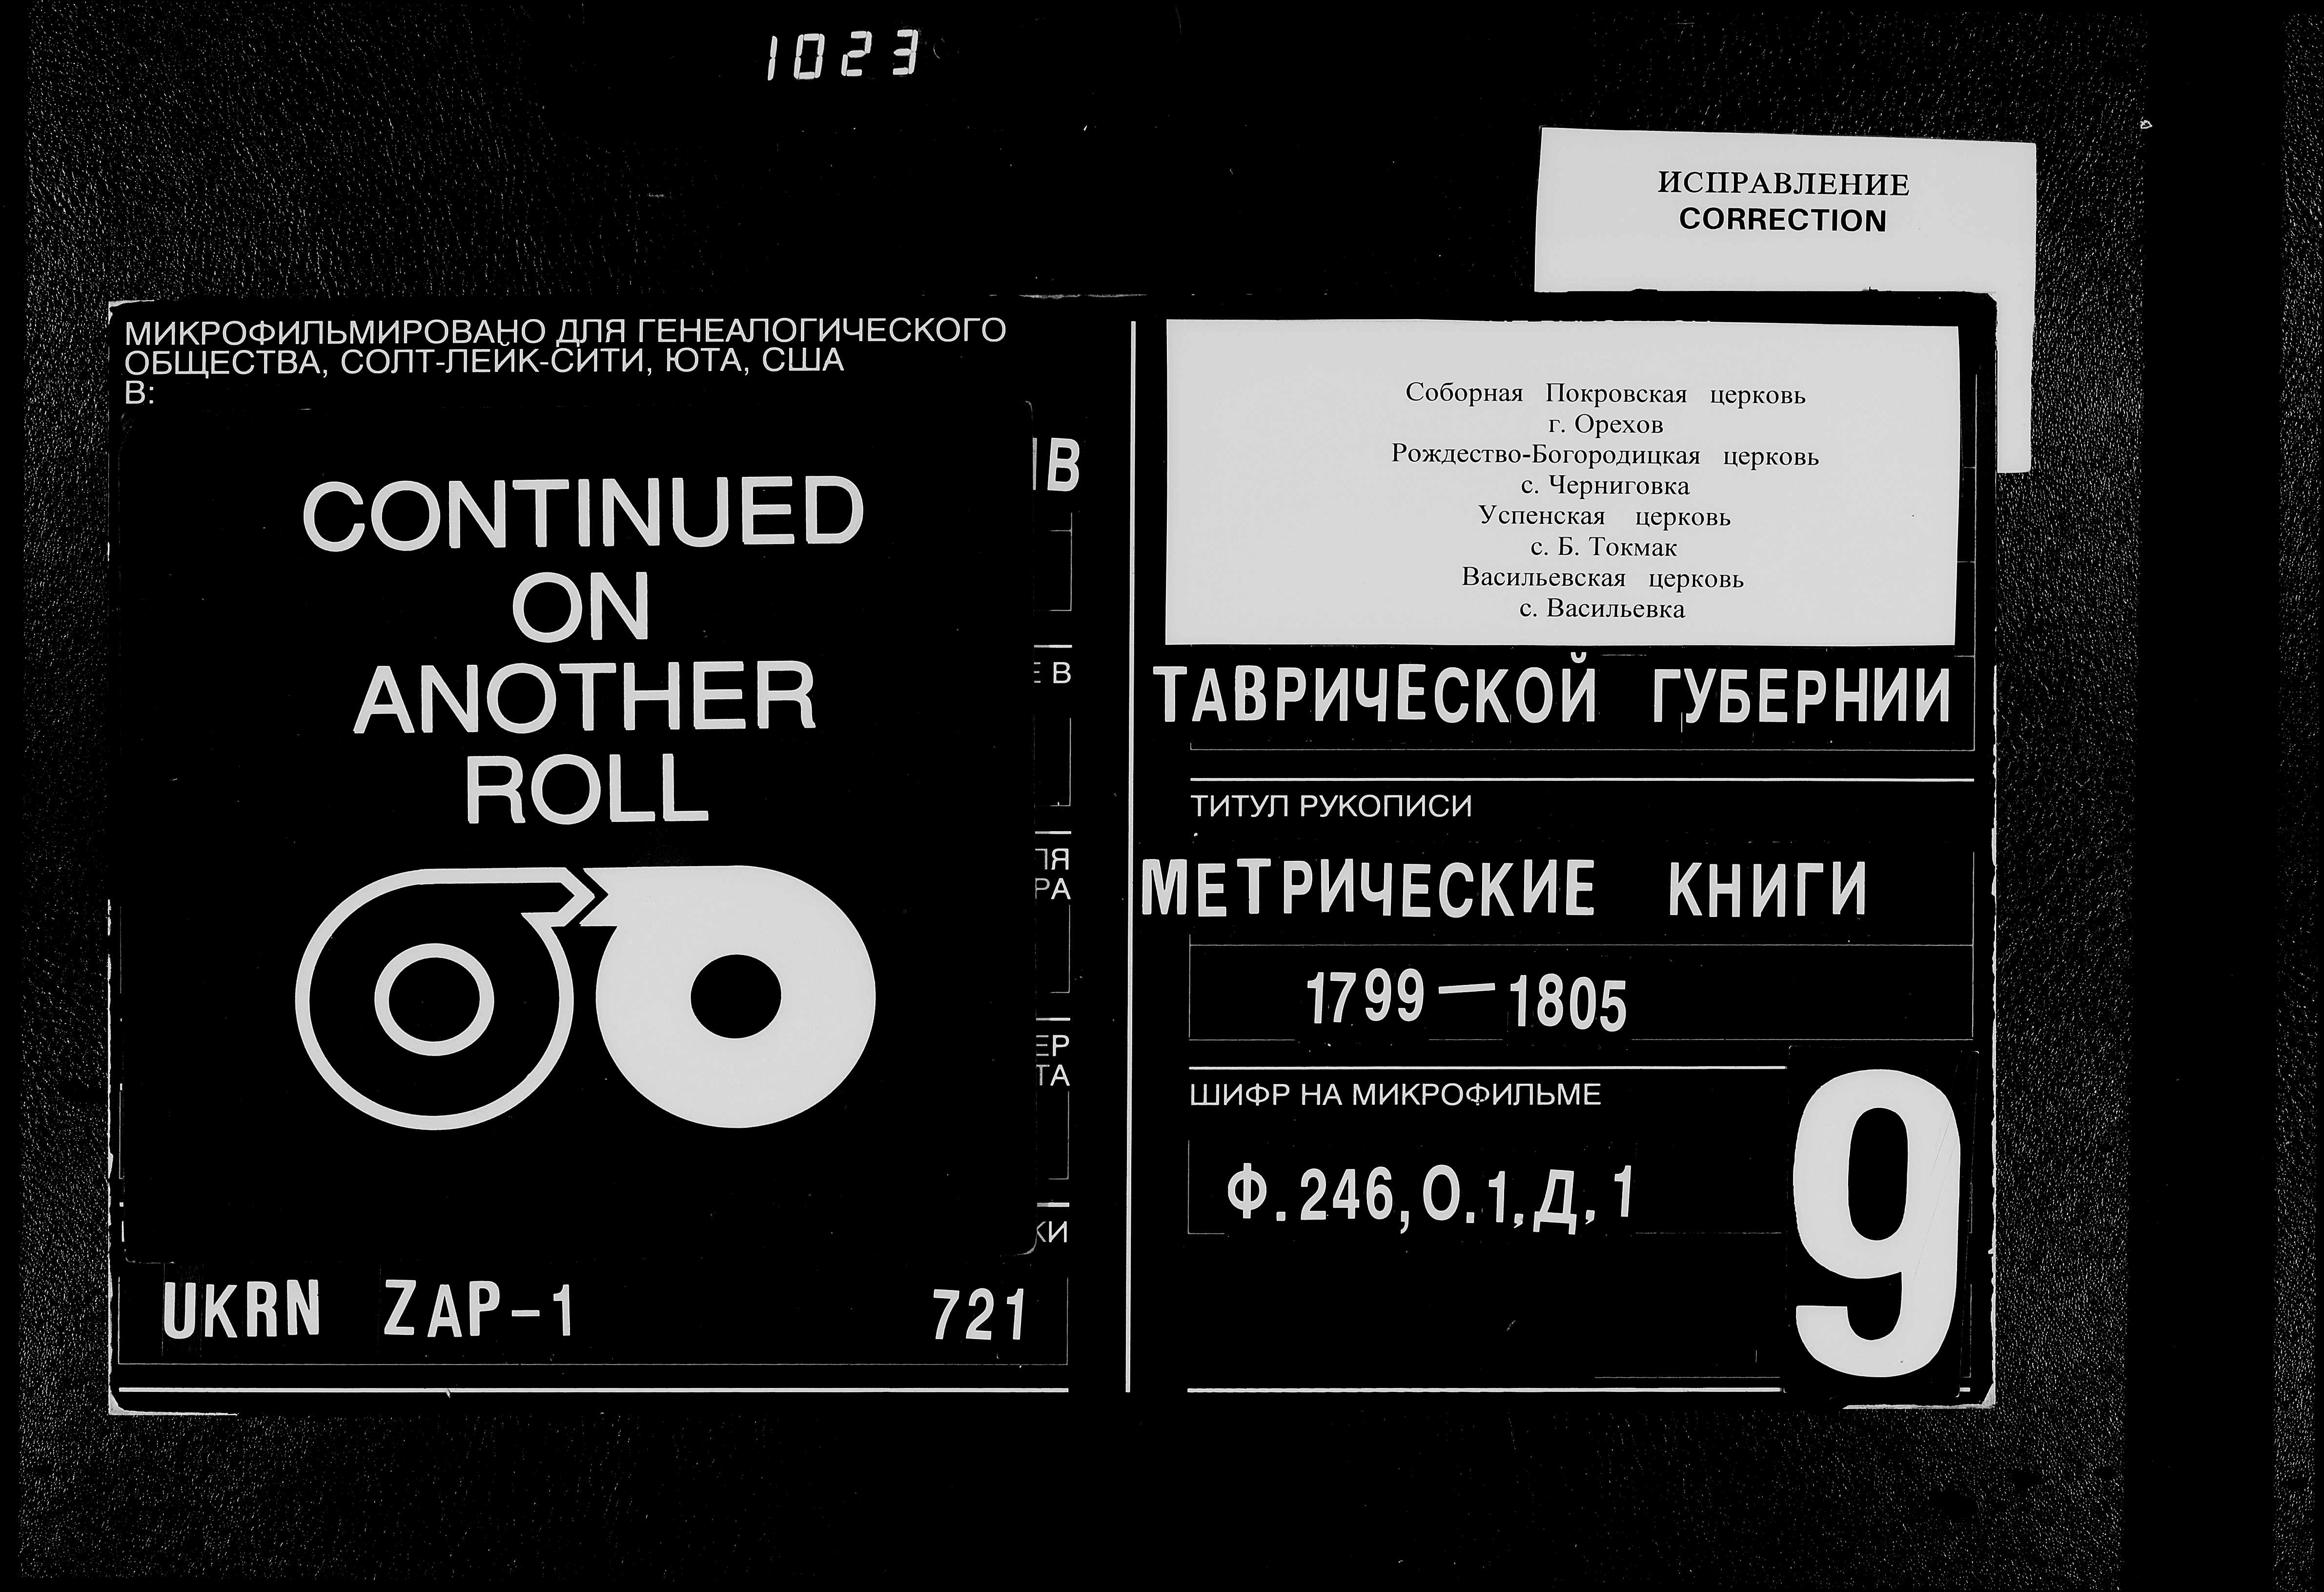 1023
ИСПРАВЛЕНИЕ
CORRECTION
МИКРОФИЛЬМИРОВАНО ДЛЯ ГЕНЕАЛОГИЧЕСКОГО
ОБЩЕСТВА, СОЛТ-ЛЕЙК-СИТИ, ЮТА, США
В:
CONTINUED
ON
ANOTHER
ROLL
UKRN ZAP-1 721
Соборная Покровская церковь
г. Орехов
Рождество-Богородицкая церковь
с. Черниговка
Успенская церковь
с. Б. Токмак
Васильевская церковь
с. Васильевка
ТАВРИЧЕСКОЙ ГУБЕРНИИ
ТИТУЛ РУКОПИСИ
МЕТРИЧЕСКИЕ КНИГИ
1799-1805
ШИФР НА МИКРОФИЛЬМЕ
Ф.246,О.1,Д,1
9